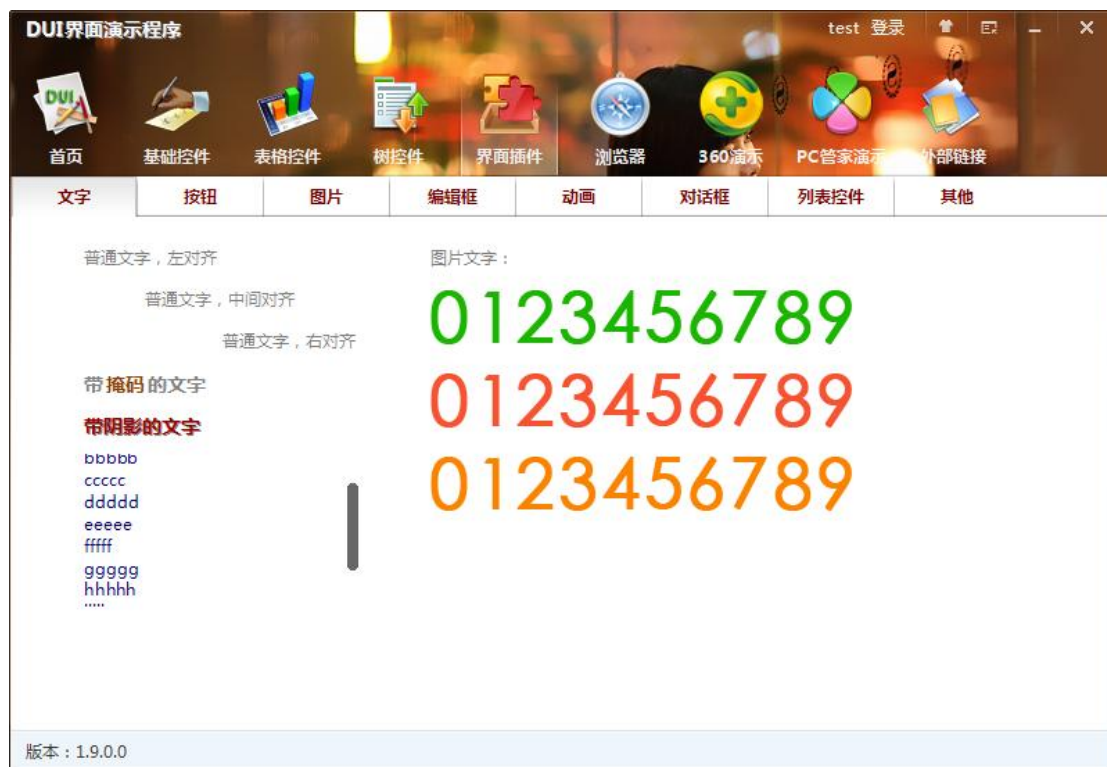 DUI界面演示程序
test 登录
DUI
首页 基础控件 表格控件 树控件 界面插件 浏览器 360演示 PC管家演示 外部链接
文字 按钮 图片 编辑框 动画 对话框 列表控件 其他
普通文字，左对齐
普通文字，中间对齐
普通文字，右对齐
带掩码的文字
带阴影的文字
bbbbb
ccccc
ddddd
eeeee
fffff
ggggg
hhhhh
图片文字：
0123456789
0123456789
0123456789
版本：1.9.0.0